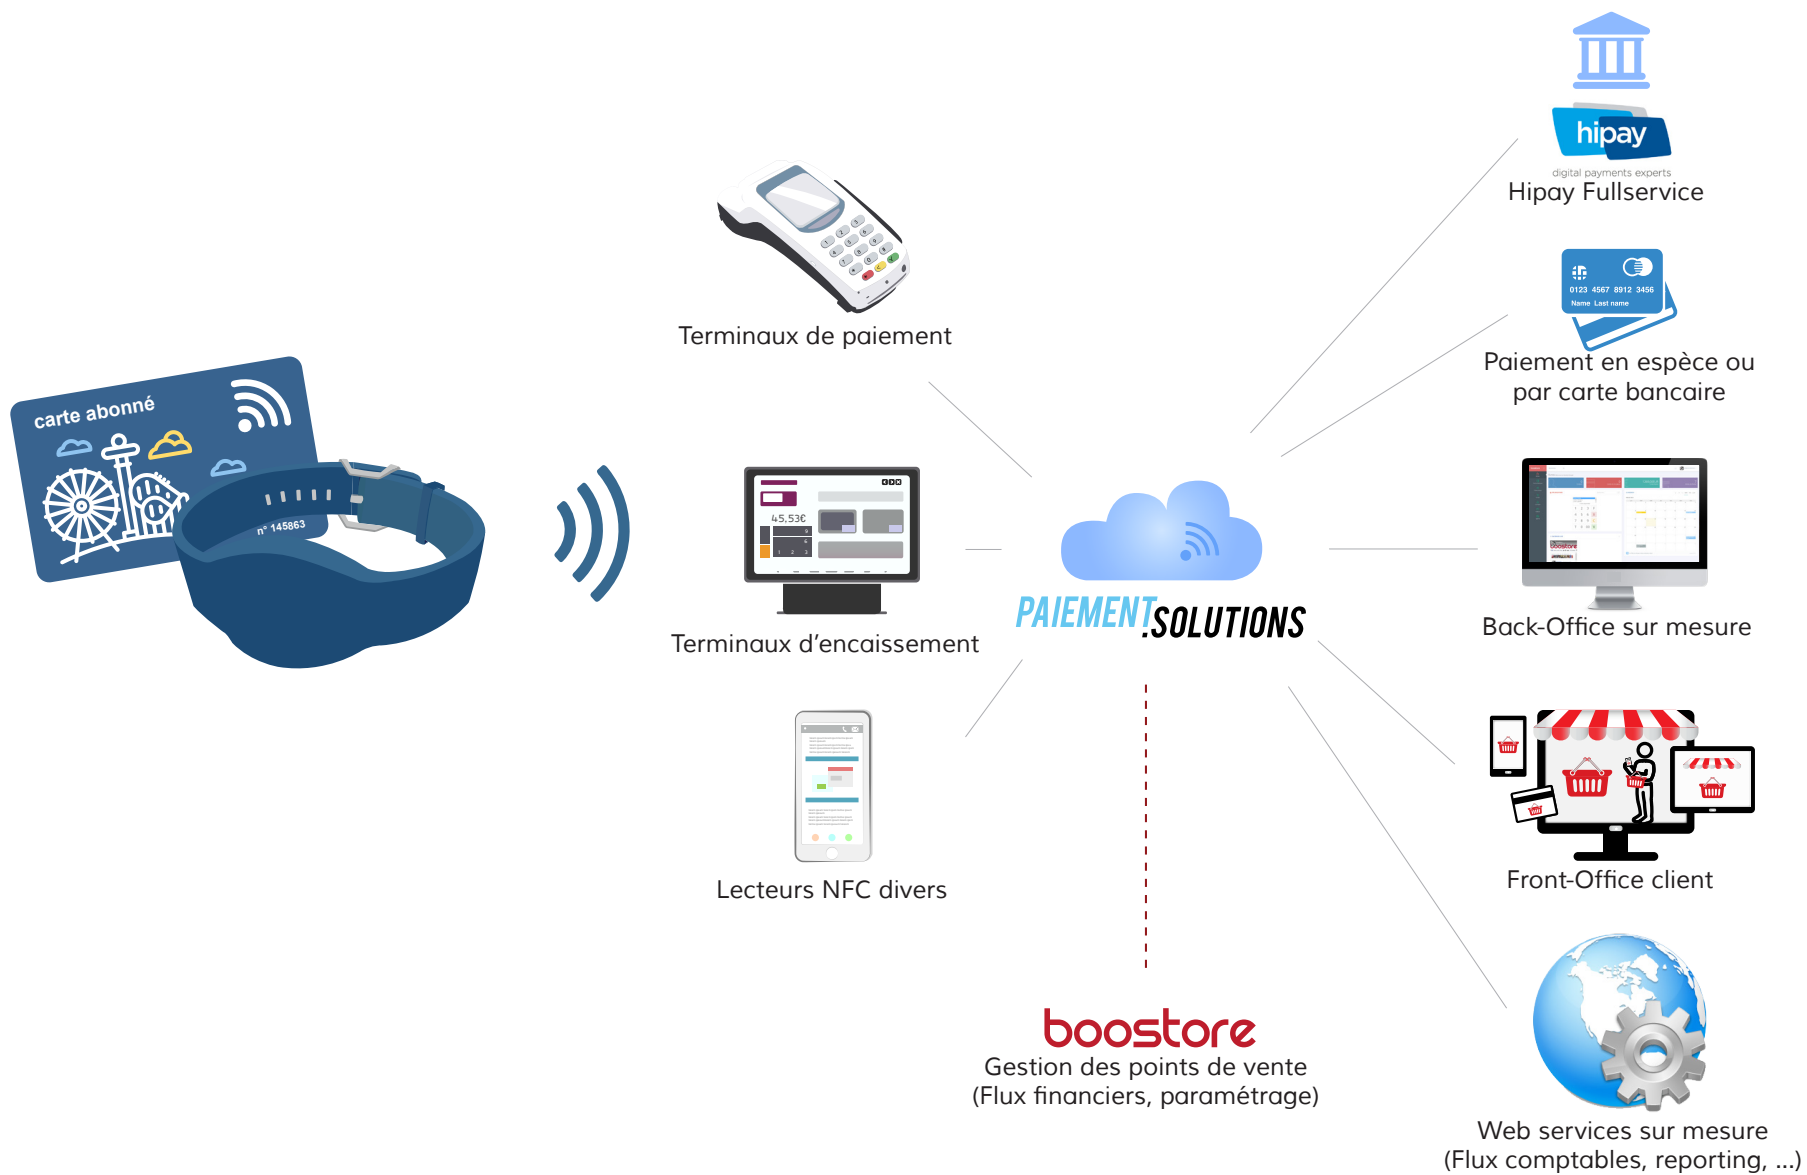 hipay
digital payments experts
Hipay Fullservice
Terminaux de paiement
0123 4567 8912 3456
Name Last name
Paiement en espèce ou
par carte bancaire
carte abonné
n° 145863
45,53€
Terminaux d'encaissement
PAIEMENT
.SOLUTIONS
boostore
Back-Office sur mesure
Lecteurs NFC divers
Front-Office client
boostore
Gestion des points de vente
(Flux financiers, paramétrage)
Web services sur mesure
(Flux comptables, reporting, ...)